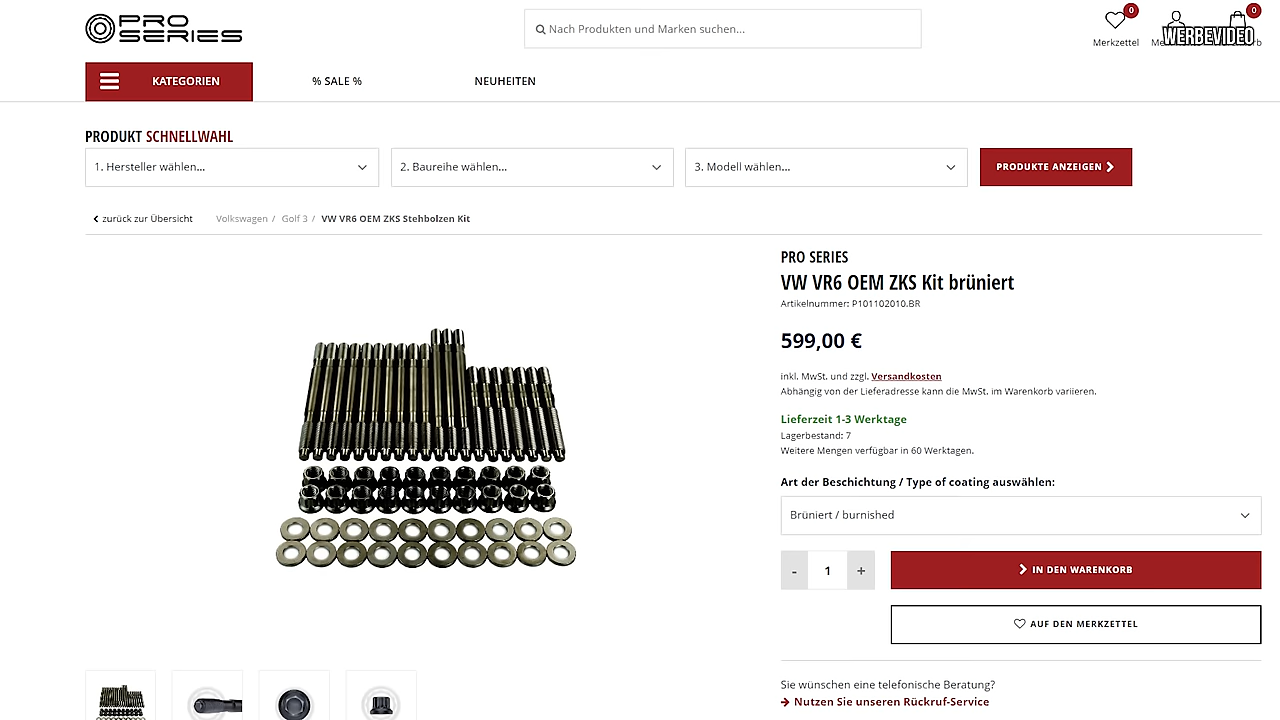 PRO
SERIES
Nach Produkten und Marken suchen...
0
0
Merkzettel
WERBEVIDEO
KATEGORIEN
% SALE %
NEUHEITEN
PRODUKT SCHNELLWAHL
1. Hersteller wählen...
2. Baureihe wählen...
3. Modell wählen...
PRODUKTE ANZEIGEN
zurück zur Übersicht
Volkswagen / Golf 3 / VW VR6 OEM ZKS Stehbolzen Kit
PRO SERIES
VW VR6 OEM ZKS Kit brüniert
Artikelnummer: P101102010.BR
599,00 €
inkl. MwSt. und zzgl. Versandkosten
Abhängig von der Lieferadresse kann die MwSt. im Warenkorb variieren.
Lieferzeit 1-3 Werktage
Lagerbestand: 7
Weitere Mengen verfügbar in 60 Werktagen.
Art der Beschichtung / Type of coating auswählen:
Brüniert / burnished
- 1 +
IN DEN WARENKORB
AUF DEN MERKZETTEL
Sie wünschen eine telefonische Beratung?
Nutzen Sie unseren Rückruf-Service